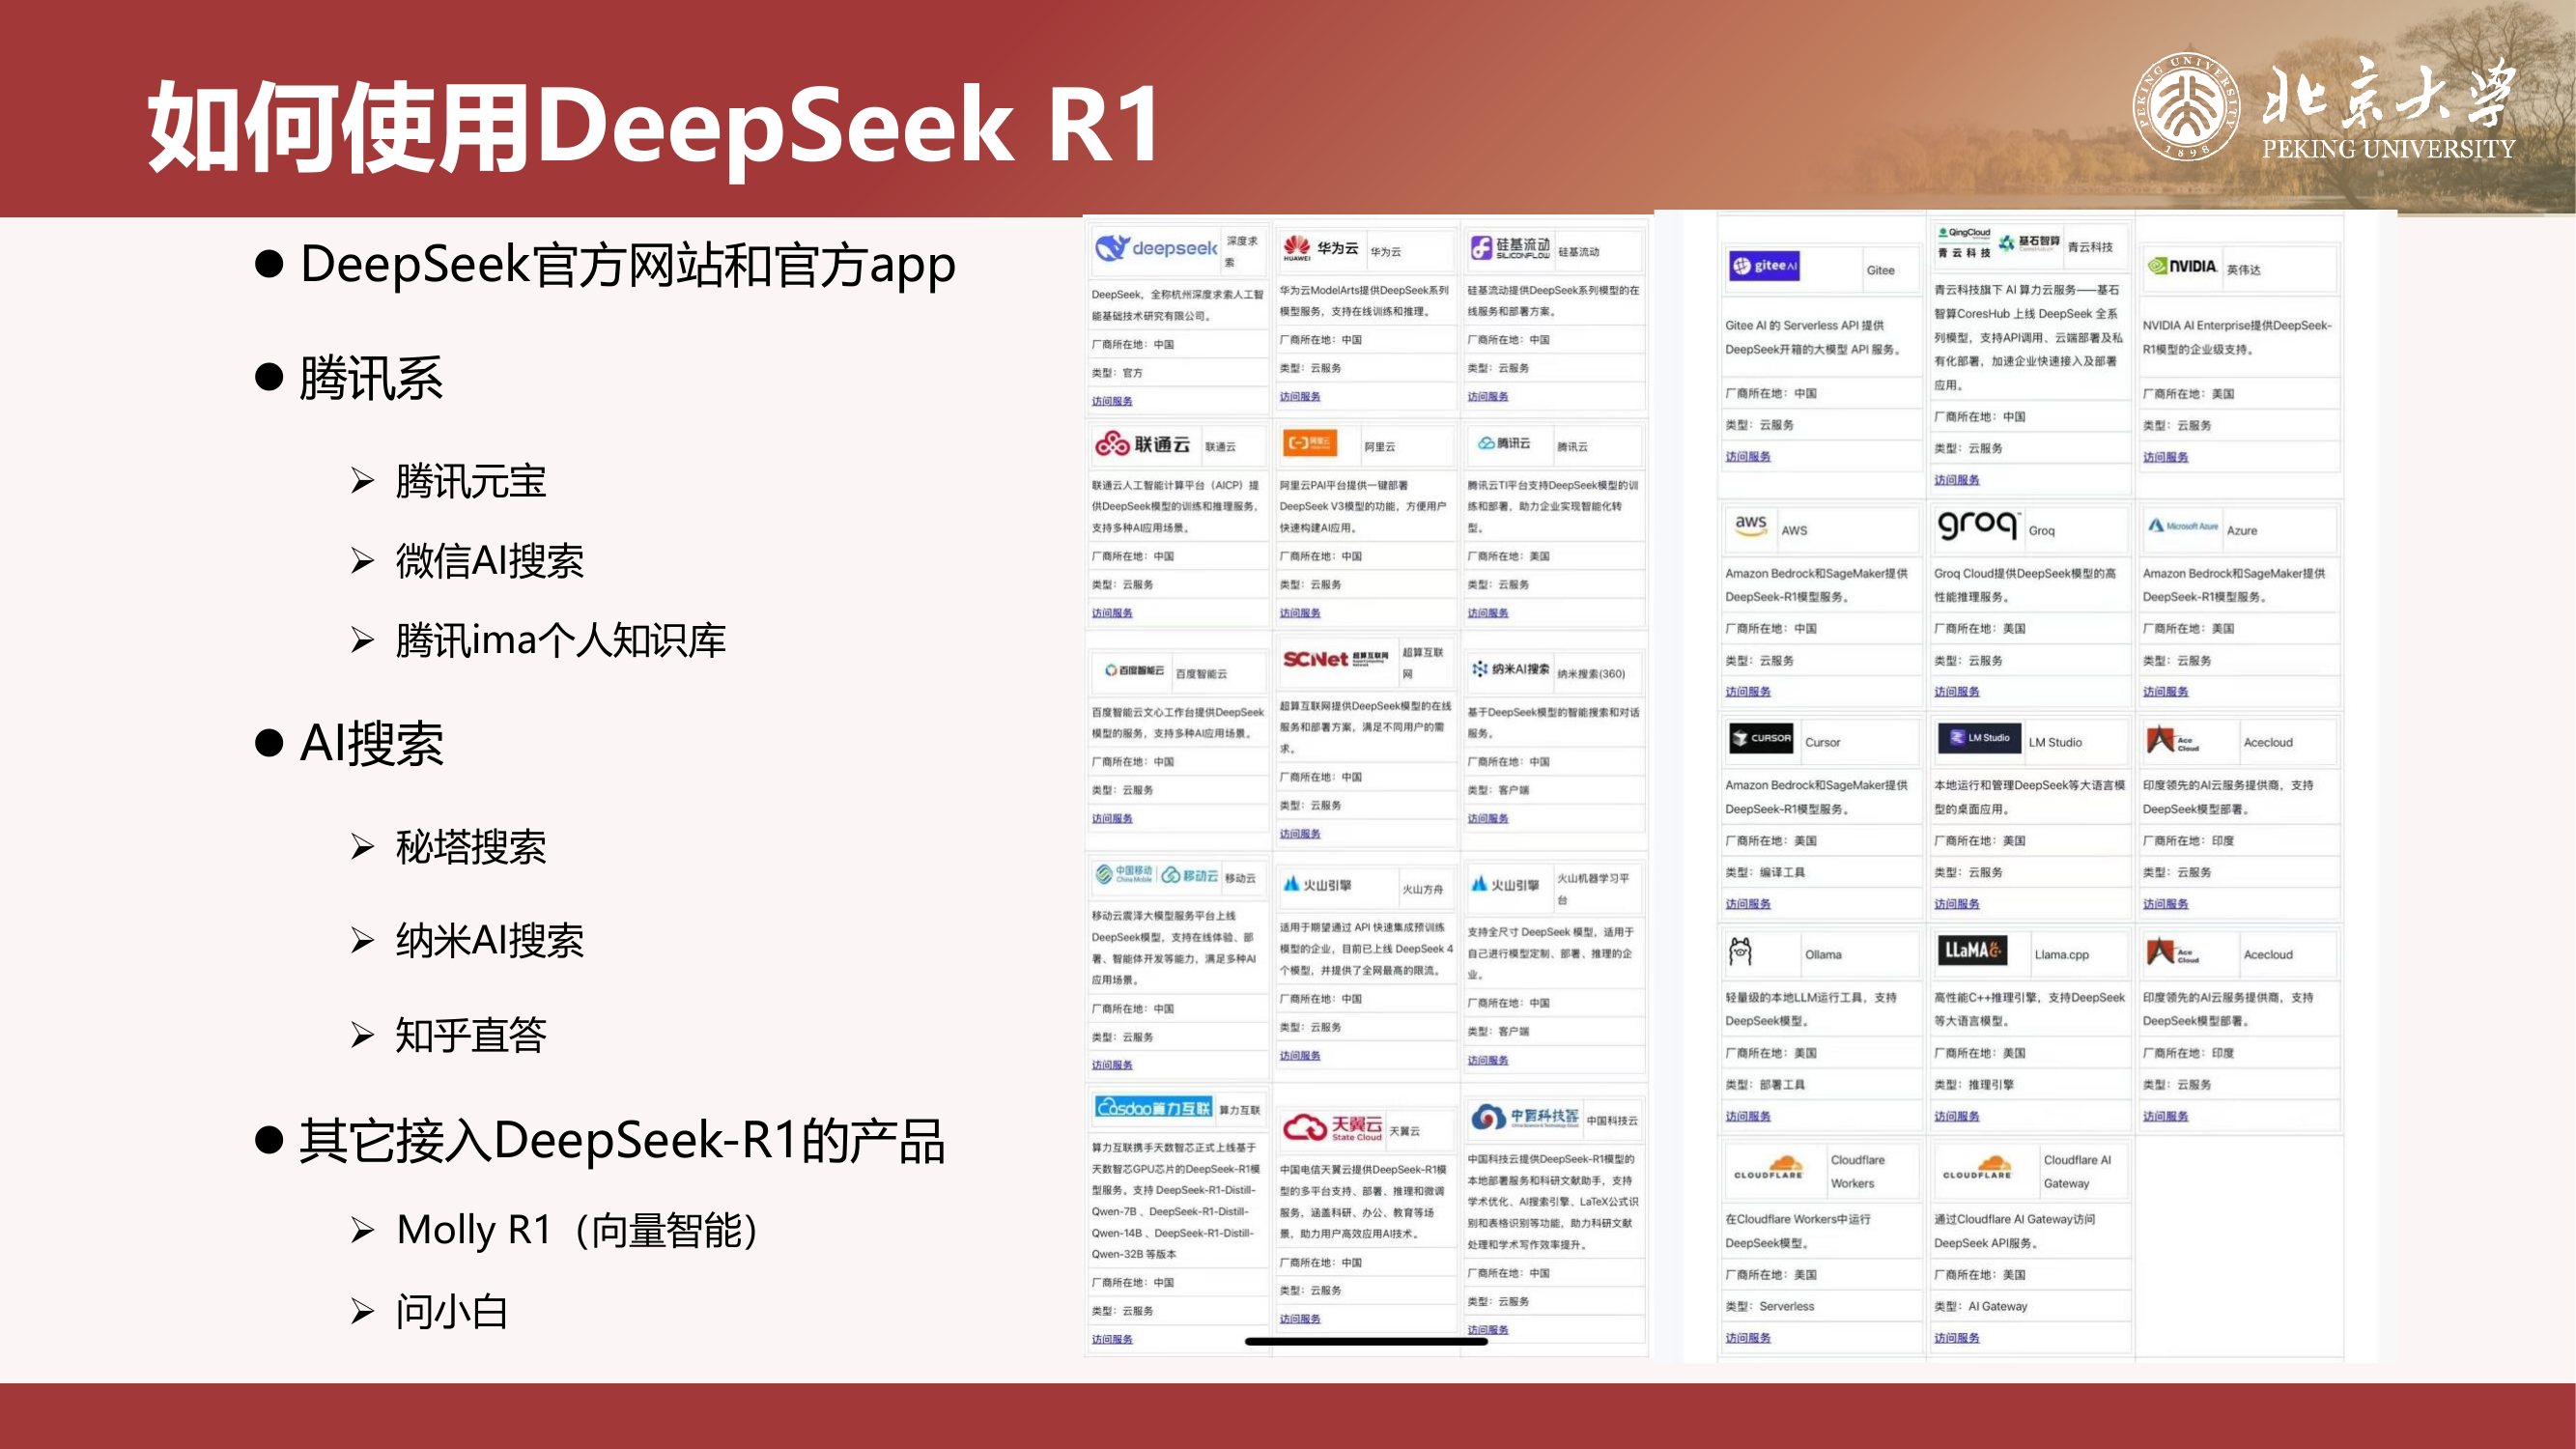 如何使用DeepSeek R1
PEKING UNIVERSITY
1898
北京大学
PEKING UNIVERSITY
DeepSeek官方网站和官方app
腾讯系
腾讯元宝
微信AI搜索
腾讯ima个人知识库
AI搜索
秘塔搜索
纳米AI搜索
知乎直答
其它接入DeepSeek-R1的产品
Molly R1（向量智能）
问小白
deepseek
深度求
索
DeepSeek，全称杭州深度求索人工智
能基础技术研究有限公司。
厂商所在地：中国
类型：官方
访问服务
HUAWEI
华为云
华为云
华为云ModelArts提供DeepSeek系列
模型服务，支持在线训练和推理。
厂商所在地：中国
类型：云服务
访问服务
硅基流动
SILICONFLOW
硅基流动
硅基流动提供DeepSeek系列模型的在
线服务和部署方案。
厂商所在地：中国
类型：云服务
访问服务
联通云
联通云
联通云人工智能计算平台（AICP）提
供DeepSeek模型的训练和推理服务，
支持多种AI应用场景。
厂商所在地：中国
类型：云服务
访问服务
阿里云
阿里云
阿里云PAI平台提供一键部署
DeepSeek V3模型的功能，方便用户
快速构建AI应用。
厂商所在地：中国
类型：云服务
访问服务
腾讯云
腾讯云
腾讯云TI平台支持DeepSeek模型的训
练和部署，助力企业实现智能化转
型。
厂商所在地：美国
类型：云服务
访问服务
百度智能云
百度智能云
百度智能云文心工作台提供DeepSeek
模型的服务，支持多种AI应用场景。
厂商所在地：中国
类型：云服务
访问服务
SCNet 超算互联网
超算互联
网
超算互联网提供DeepSeek模型的在线
服务和部署方案，满足不同用户的需
求。
厂商所在地：中国
类型：云服务
访问服务
纳米AI搜索
纳米搜索(360)
基于DeepSeek模型的智能搜索和对话
服务。
厂商所在地：中国
类型：客户端
访问服务
中国移动
China Mobile
移动云
移动云
移动云震泽大模型服务平台上线
DeepSeek模型，支持在线体验、部
署、智能体开发等能力，满足多种AI
应用场景。
厂商所在地：中国
类型：云服务
访问服务
火山引擎
火山方舟
适用于期望通过 API 快速集成预训练
模型的企业，目前已上线 DeepSeek 4
个模型，并提供了全网最高的限流。
厂商所在地：中国
类型：云服务
访问服务
火山引擎
火山机器学习平
台
支持全尺寸 DeepSeek 模型，适用于
自己进行模型定制、部署、推理的企
业。
厂商所在地：中国
类型：客户端
访问服务
Casdao算力互联
算力互联
算力互联携手天数智芯正式上线基于
天数智芯GPU芯片的DeepSeek-R1模
型服务。支持 DeepSeek-R1-Distill-
Qwen-7B 、DeepSeek-R1-Distill-
Qwen-14B 、DeepSeek-R1-Distill-
Qwen-32B 等版本
厂商所在地：中国
类型：云服务
访问服务
天翼云
State Cloud
天翼云
中国电信天翼云提供DeepSeek-R1模
型的多平台支持、部署、推理和微调
服务，涵盖科研、办公、教育等场
景，助力用户高效应用AI技术。
厂商所在地：中国
类型：云服务
访问服务
中国科技云
中国科技云
中国科技云提供DeepSeek-R1模型的
本地部署服务和科研文献助手，支持
学术优化、AI搜索引擎、LaTeX公式识
别和表格识别等功能，助力科研文献
处理和学术写作效率提升。
厂商所在地：中国
类型：云服务
访问服务
gitee AI
Gitee
Gitee AI 的 Serverless API 提供
DeepSeek开箱的大模型 API 服务。
厂商所在地：中国
类型：云服务
访问服务
QingCloud
青云科技
基石智算
青云科技
青云科技旗下 AI 算力云服务——基石
智算CoresHub 上线 DeepSeek 全系
列模型，支持API调用、云端部署及私
有化部署，加速企业快速接入及部署
应用。
厂商所在地：中国
类型：云服务
访问服务
NVIDIA
英伟达
NVIDIA AI Enterprise提供DeepSeek-
R1模型的企业级支持。
厂商所在地：美国
类型：云服务
访问服务
aws
AWS
Amazon Bedrock和SageMaker提供
DeepSeek-R1模型服务。
厂商所在地：中国
类型：云服务
访问服务
groq
Groq
Groq Cloud提供DeepSeek模型的高
性能推理服务。
厂商所在地：美国
类型：云服务
访问服务
Microsoft Azure
Azure
Amazon Bedrock和SageMaker提供
DeepSeek-R1模型服务。
厂商所在地：美国
类型：云服务
访问服务
CURSOR
Cursor
Amazon Bedrock和SageMaker提供
DeepSeek-R1模型服务。
厂商所在地：美国
类型：编译工具
访问服务
LM Studio
LM Studio
本地运行和管理DeepSeek等大语言模
型的桌面应用。
厂商所在地：美国
类型：云服务
访问服务
Ace
Cloud
Acecloud
印度领先的AI云服务提供商，支持
DeepSeek模型部署。
厂商所在地：印度
类型：云服务
访问服务
Ollama
轻量级的本地LLM运行工具，支持
DeepSeek模型。
厂商所在地：美国
类型：部署工具
访问服务
LLaMA
Llama.cpp
高性能C++推理引擎，支持DeepSeek
等大语言模型。
厂商所在地：美国
类型：推理引擎
访问服务
Ace
Cloud
Acecloud
印度领先的AI云服务提供商，支持
DeepSeek模型部署。
厂商所在地：印度
类型：云服务
访问服务
CLOUDFLARE
Cloudflare
Workers
在Cloudflare Workers中运行
DeepSeek模型。
厂商所在地：美国
类型：Serverless
访问服务
CLOUDFLARE
Cloudflare AI
Gateway
通过Cloudflare AI Gateway访问
DeepSeek API服务。
厂商所在地：美国
类型：AI Gateway
访问服务